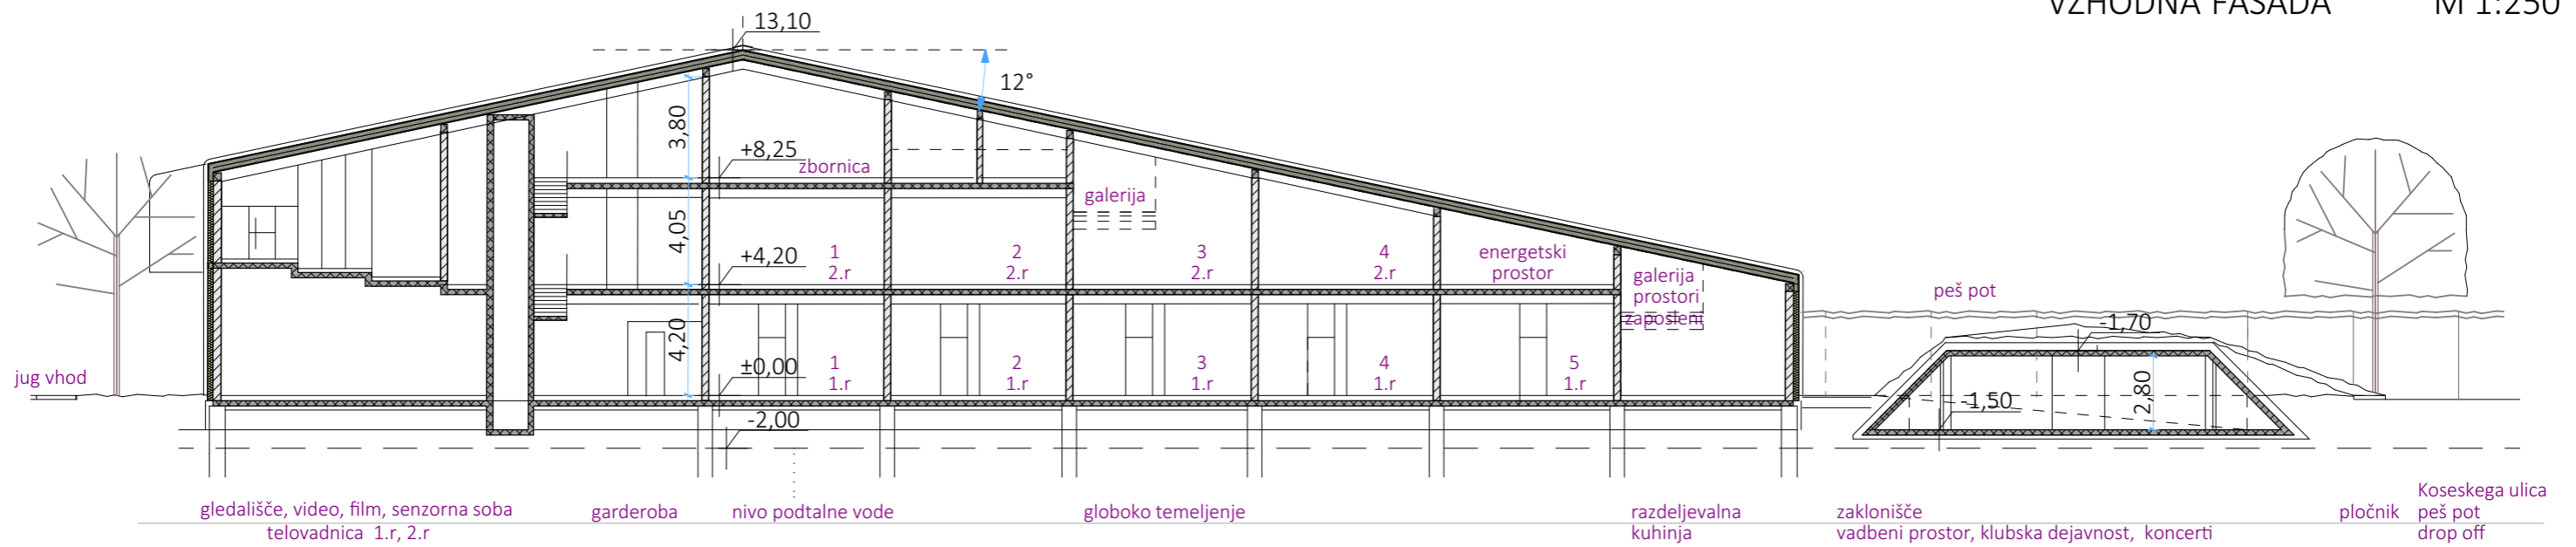 VZHODNA FASADA M 1:250
13,10
12°
3,80
+8,25
zbornica
galerija
4,05
+4,20
1
2.r
2
2.r
3
2.r
4
2.r
energetski
prostor
galerija
prostori
zaposleni
peš pot
4,20
±0,00
1
1.r
2
1.r
3
1.r
4
1.r
5
1.r
-1,70
2,80
-1,50
jug vhod
-2,00
gledališče, video, film, senzorna soba
telovadnica 1.r, 2.r
garderoba
nivo podtalne vode
globoko temeljenje
razdeljevalna
kuhinja
zaklonišče
vadbeni prostor, klubska dejavnost, koncerti
pločnik
Koseskega ulica
peš pot
drop off